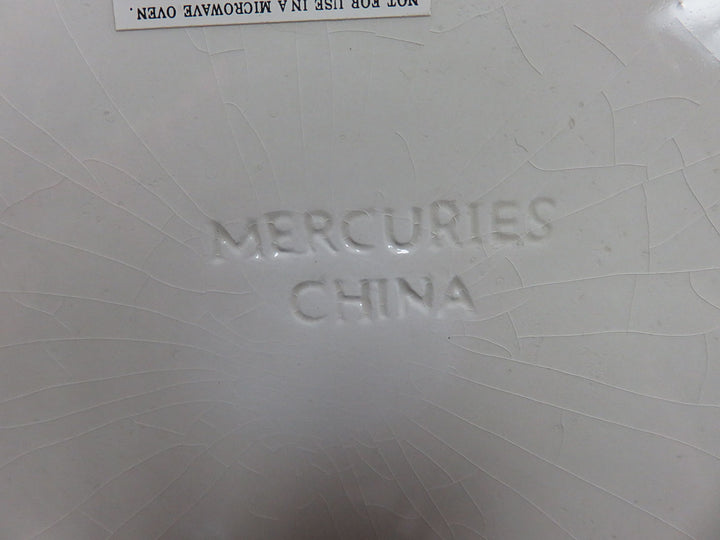 NOT FOR USE IN A MICROWAVE OVEN.
MERCURIES
CHINA